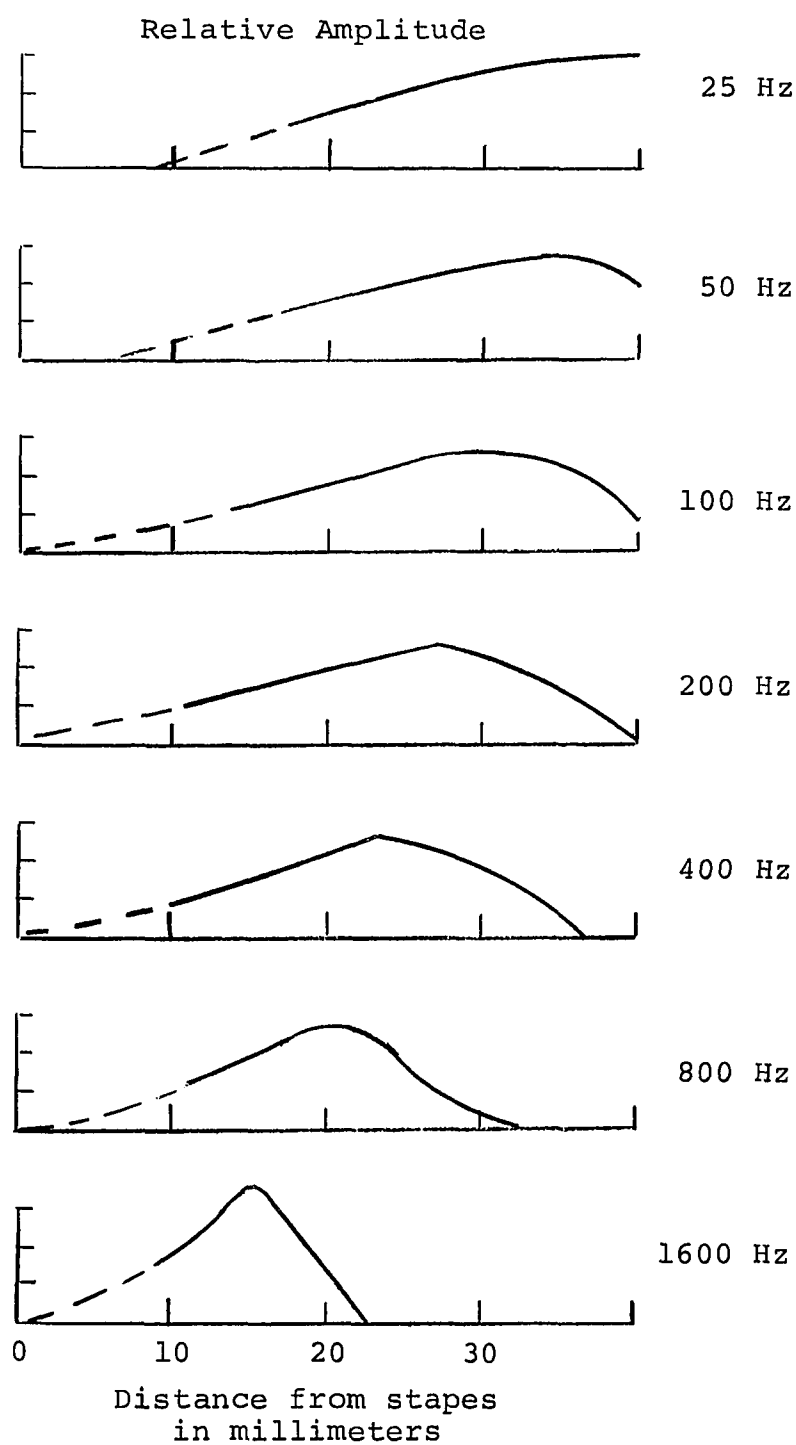 Relative Amplitude
25 Hz
50 Hz
100 Hz
200 Hz
400 Hz
800 Hz
1600 Hz
0 10 20 30
Distance from stapes
in millimeters